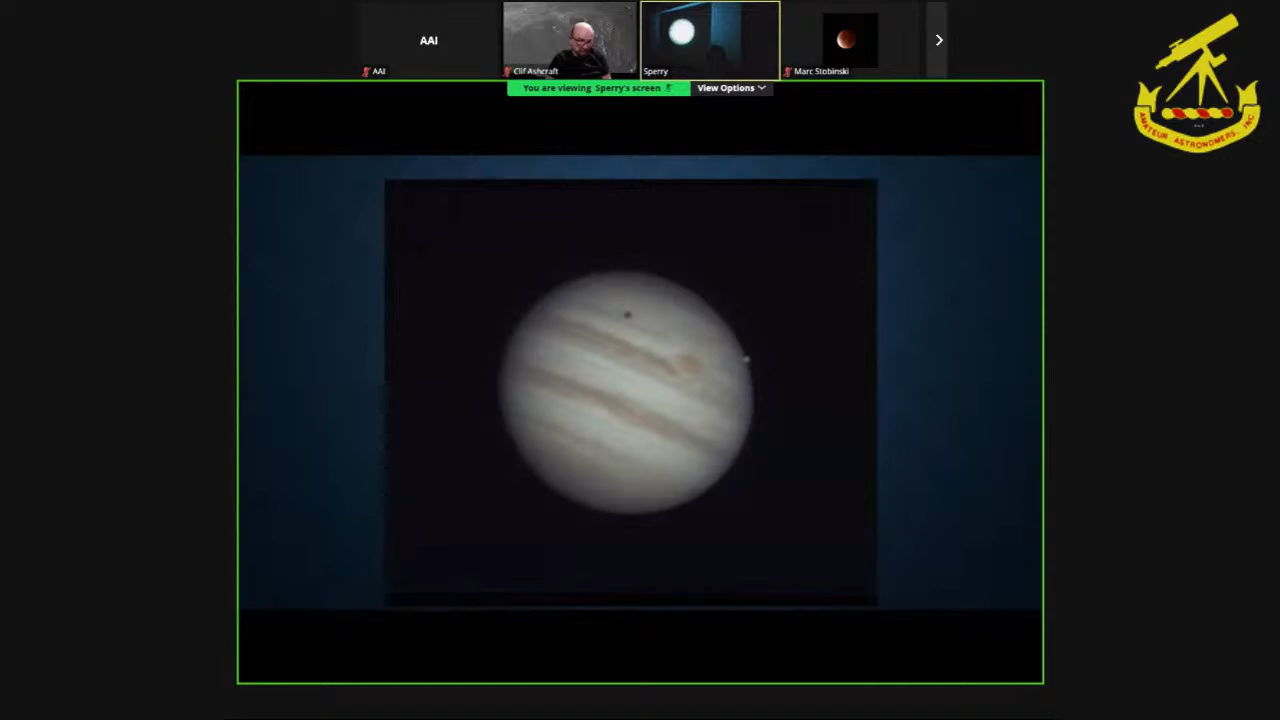 AAI
AAI
Clif Ashcraft
Sperry
Marc Stobinski
You are viewing Sperry's screen
View Options
AMATEUR ASTRONOMERS, INC